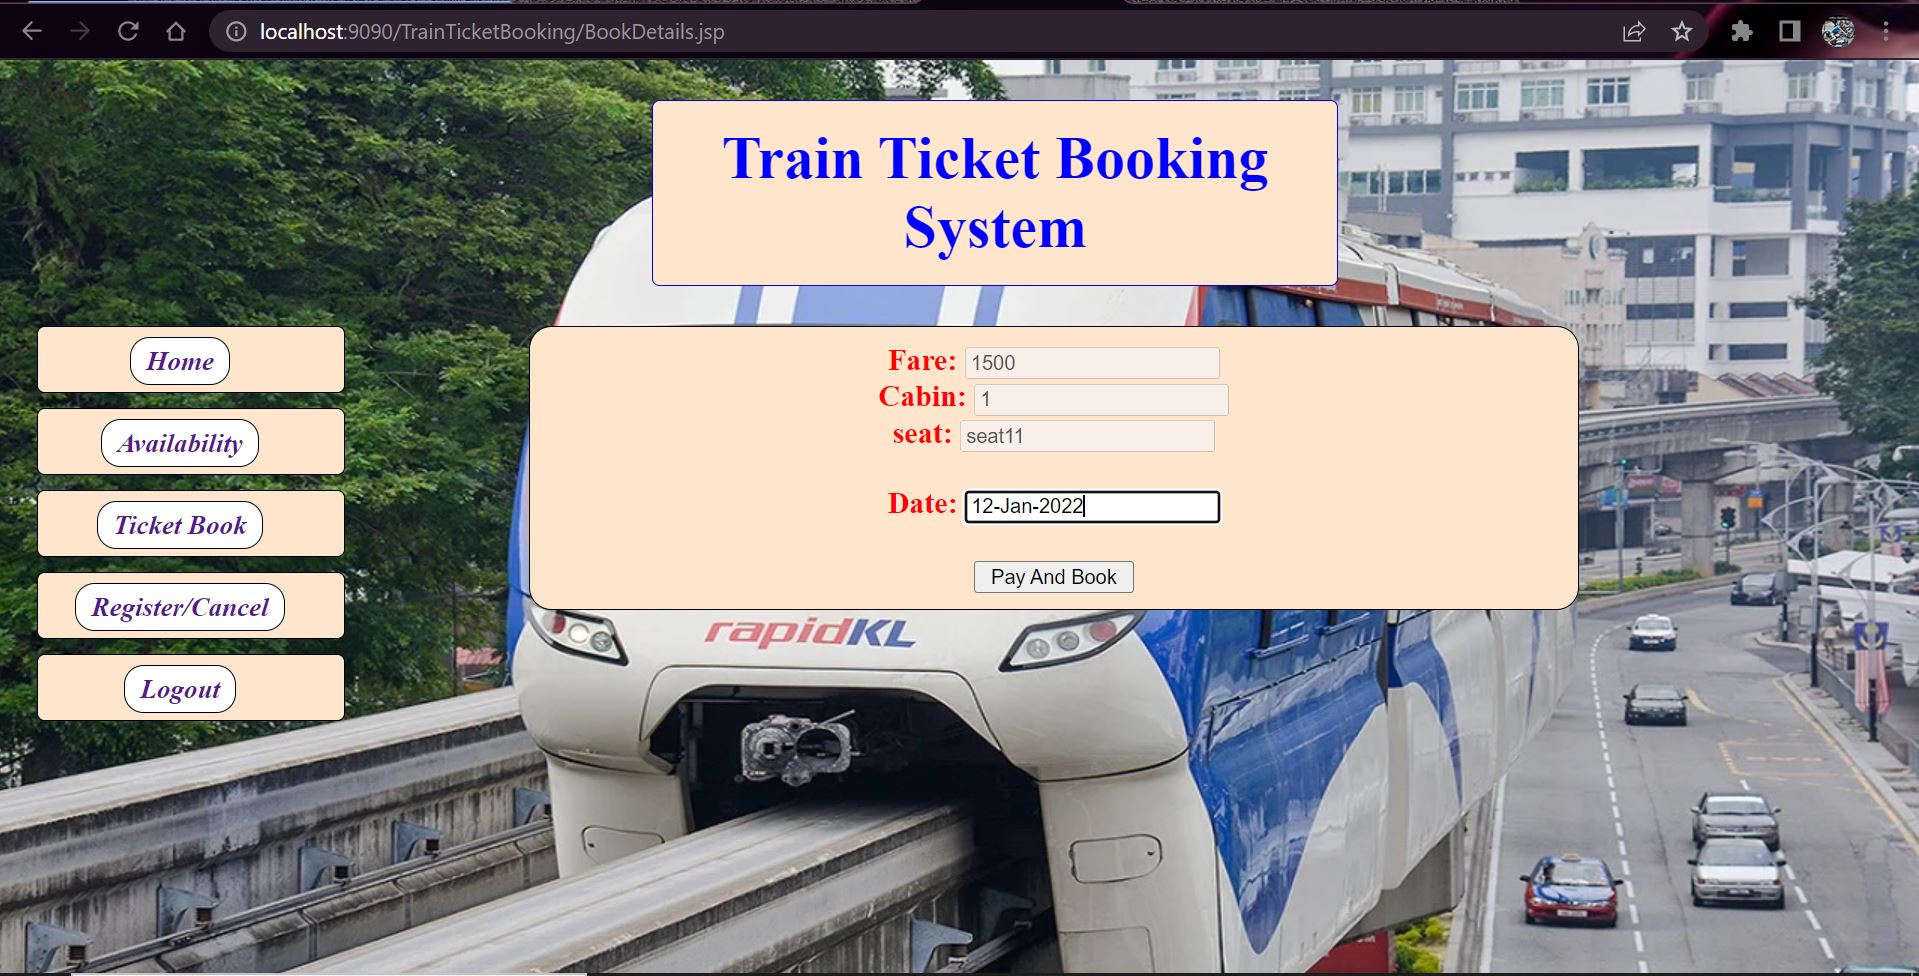 localhost:9090/TrainTicketBooking/BookDetails.jsp
Train Ticket Booking
System
Home
Availability
Ticket Book
Register/Cancel
Logout
Fare: 1500
Cabin: 1
seat: seat11
Date: 12-Jan-2022
Pay And Book
rapidKL